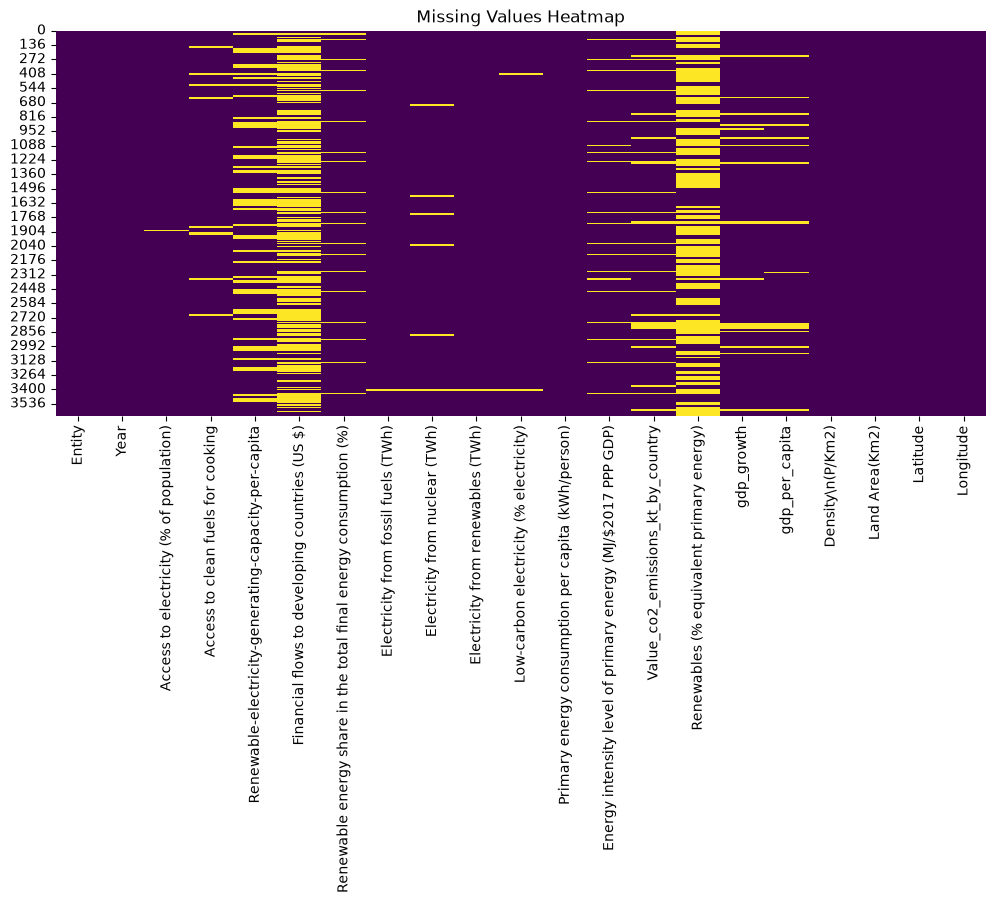 Missing Values Heatmap
0
136
272
408
544
680
816
952
1088
1224
1360
1496
1632
1768
1904
2040
2176
2312
2448
2584
2720
2856
2992
3128
3264
3400
3536
Entity
Year
Access to electricity (% of population)
Access to clean fuels for cooking
Renewable-electricity-generating-capacity-per-capita
Financial flows to developing countries (US $)
Renewable energy share in the total final energy consumption (%)
Electricity from fossil fuels (TWh)
Electricity from nuclear (TWh)
Electricity from renewables (TWh)
Low-carbon electricity (% electricity)
Primary energy consumption per capita (kWh/person)
Energy intensity level of primary energy (MJ/$2017 PPP GDP)
Value_co2_emissions_kt_by_country
Renewables (% equivalent primary energy)
gdp_growth
gdp_per_capita
Density\n(P/Km2)
Land Area(Km2)
Latitude
Longitude